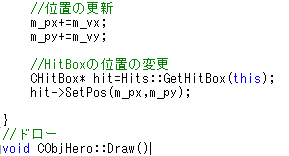 //位置の更新
m_px+=m_vx;
m_py+=m_vy;
//HitBoxの位置の変更
CHitBox* hit=Hits::GetHitBox(this);
hit->SetPos(m_px,m_py);
}
//ドロー
void CObjHero::Draw()